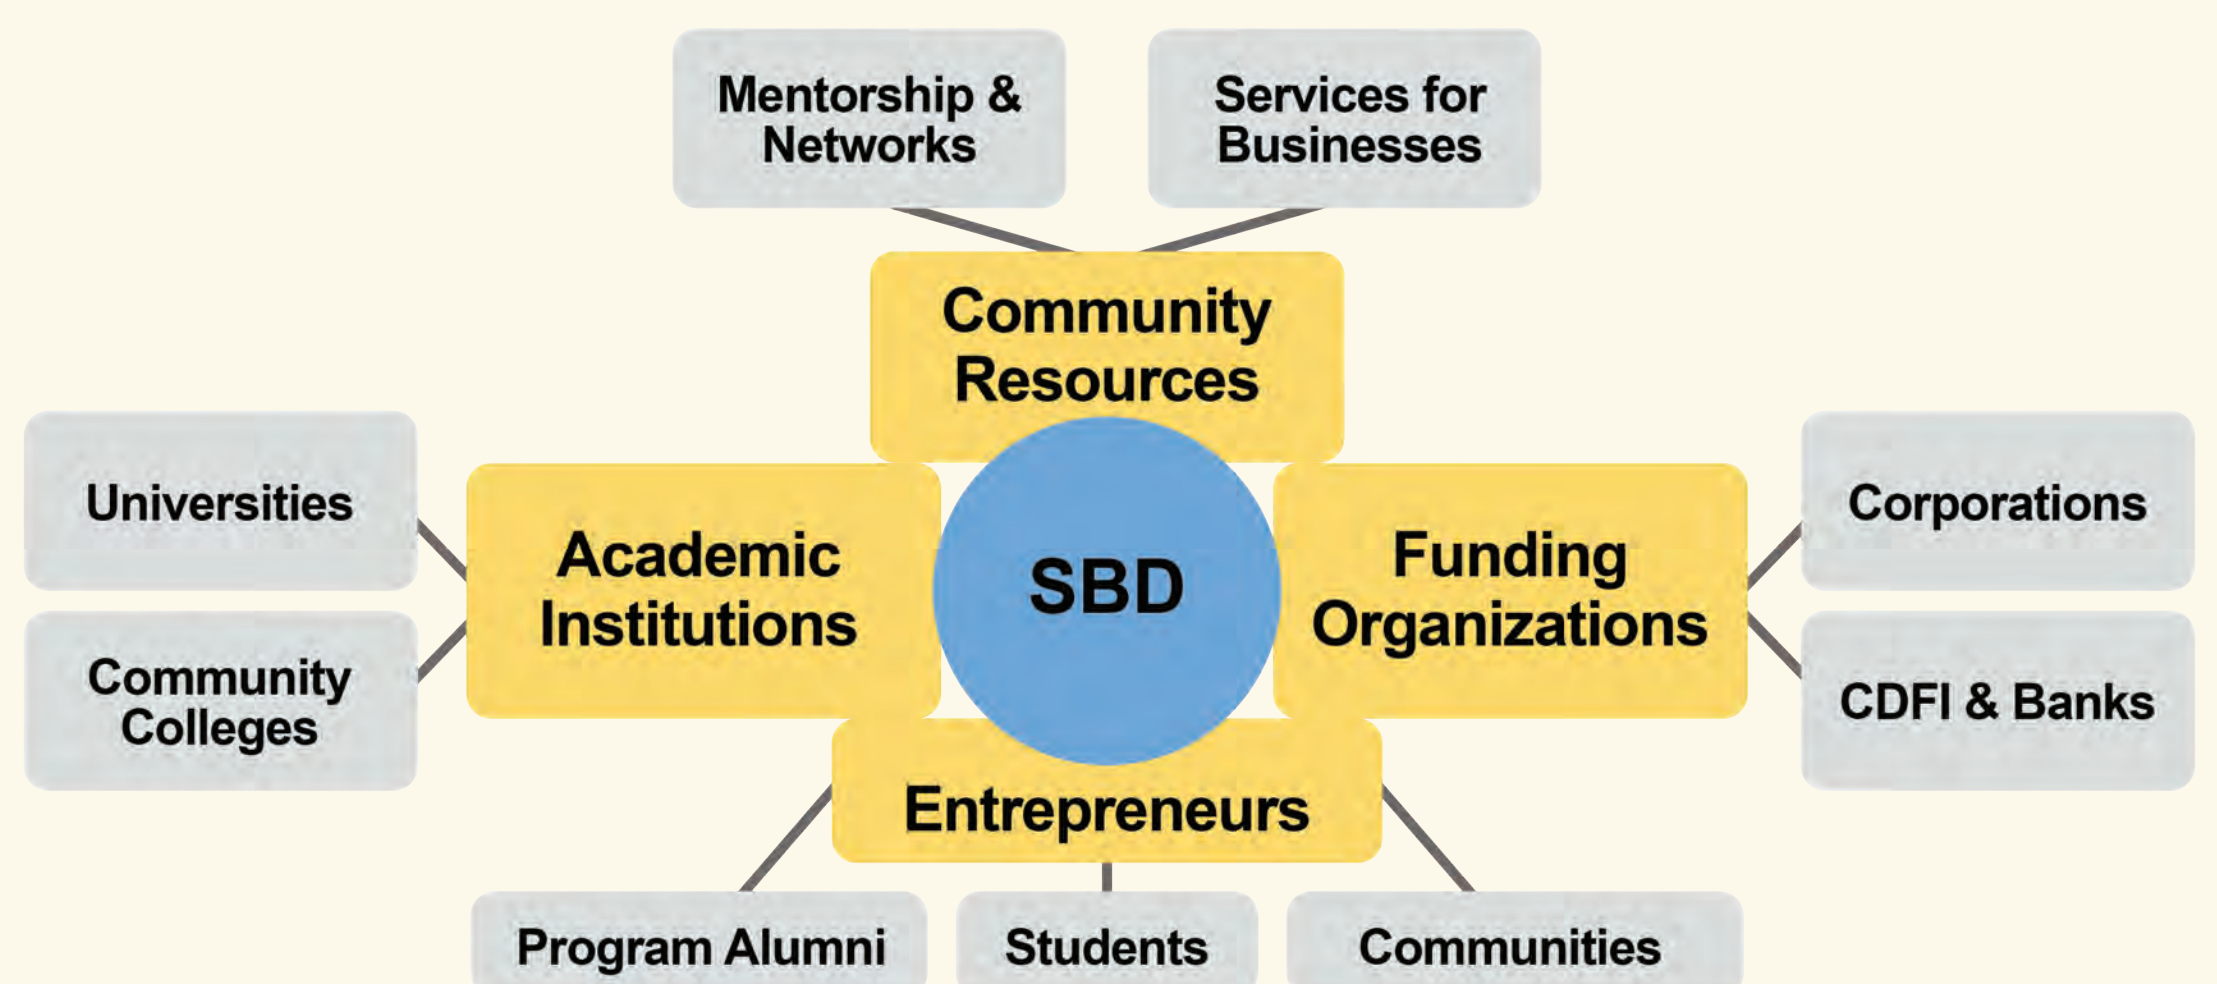 Mentorship &
Networks
Services for
Businesses
Community
Resources
Universities
Community
Colleges
Academic
Institutions
SBD
Funding
Organizations
Corporations
CDFI & Banks
Entrepreneurs
Program Alumni
Students
Communities